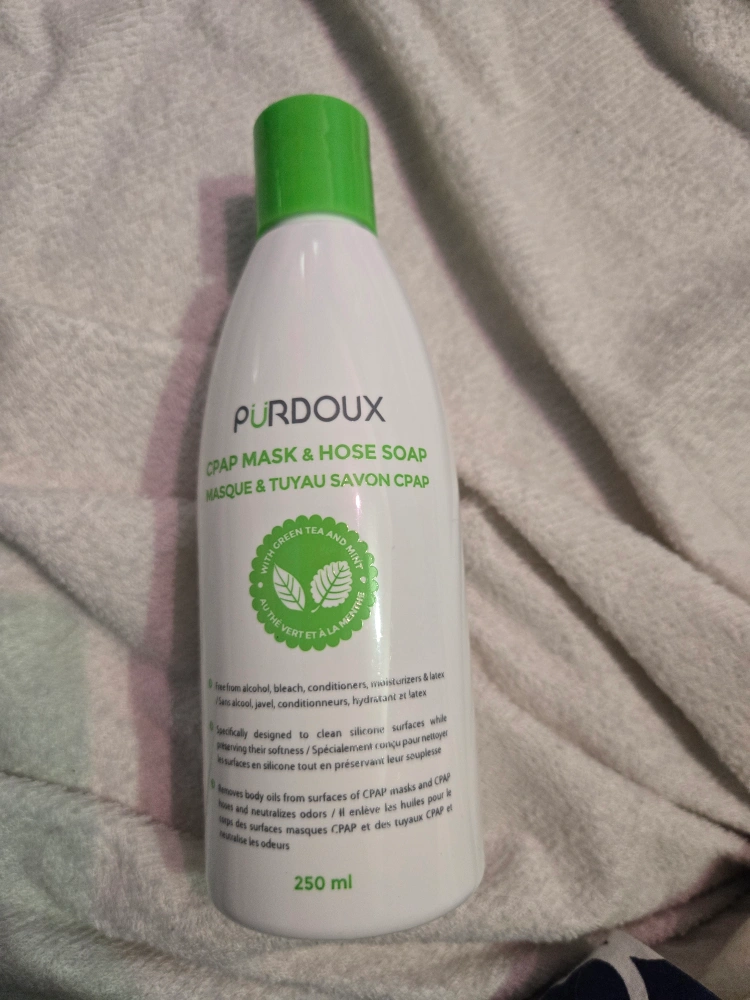 PÜRDOUX
CPAP MASK & HOSE SOAP
MASQUE & TUYAU SAVON CPAP
WITH GREEN TEA AND MINT
AU THÉ VERT ET À LA MENTHE
Free from alcohol, bleach, conditioners, moisturizers & latex
/ Sans alcool, javel, conditionneurs, hydratant et latex
Specifically designed to clean silicone surfaces while
preserving their softness / Spécialement conçu pour nettoyer
les surfaces en silicone tout en préservant leur souplesse
Removes body oils from surfaces of CPAP masks and CPAP
hoses and neutralizes odors / Il enlève les huiles pour le
corps des surfaces masques CPAP et des tuyaux CPAP et
neutralise les odeurs
250 ml